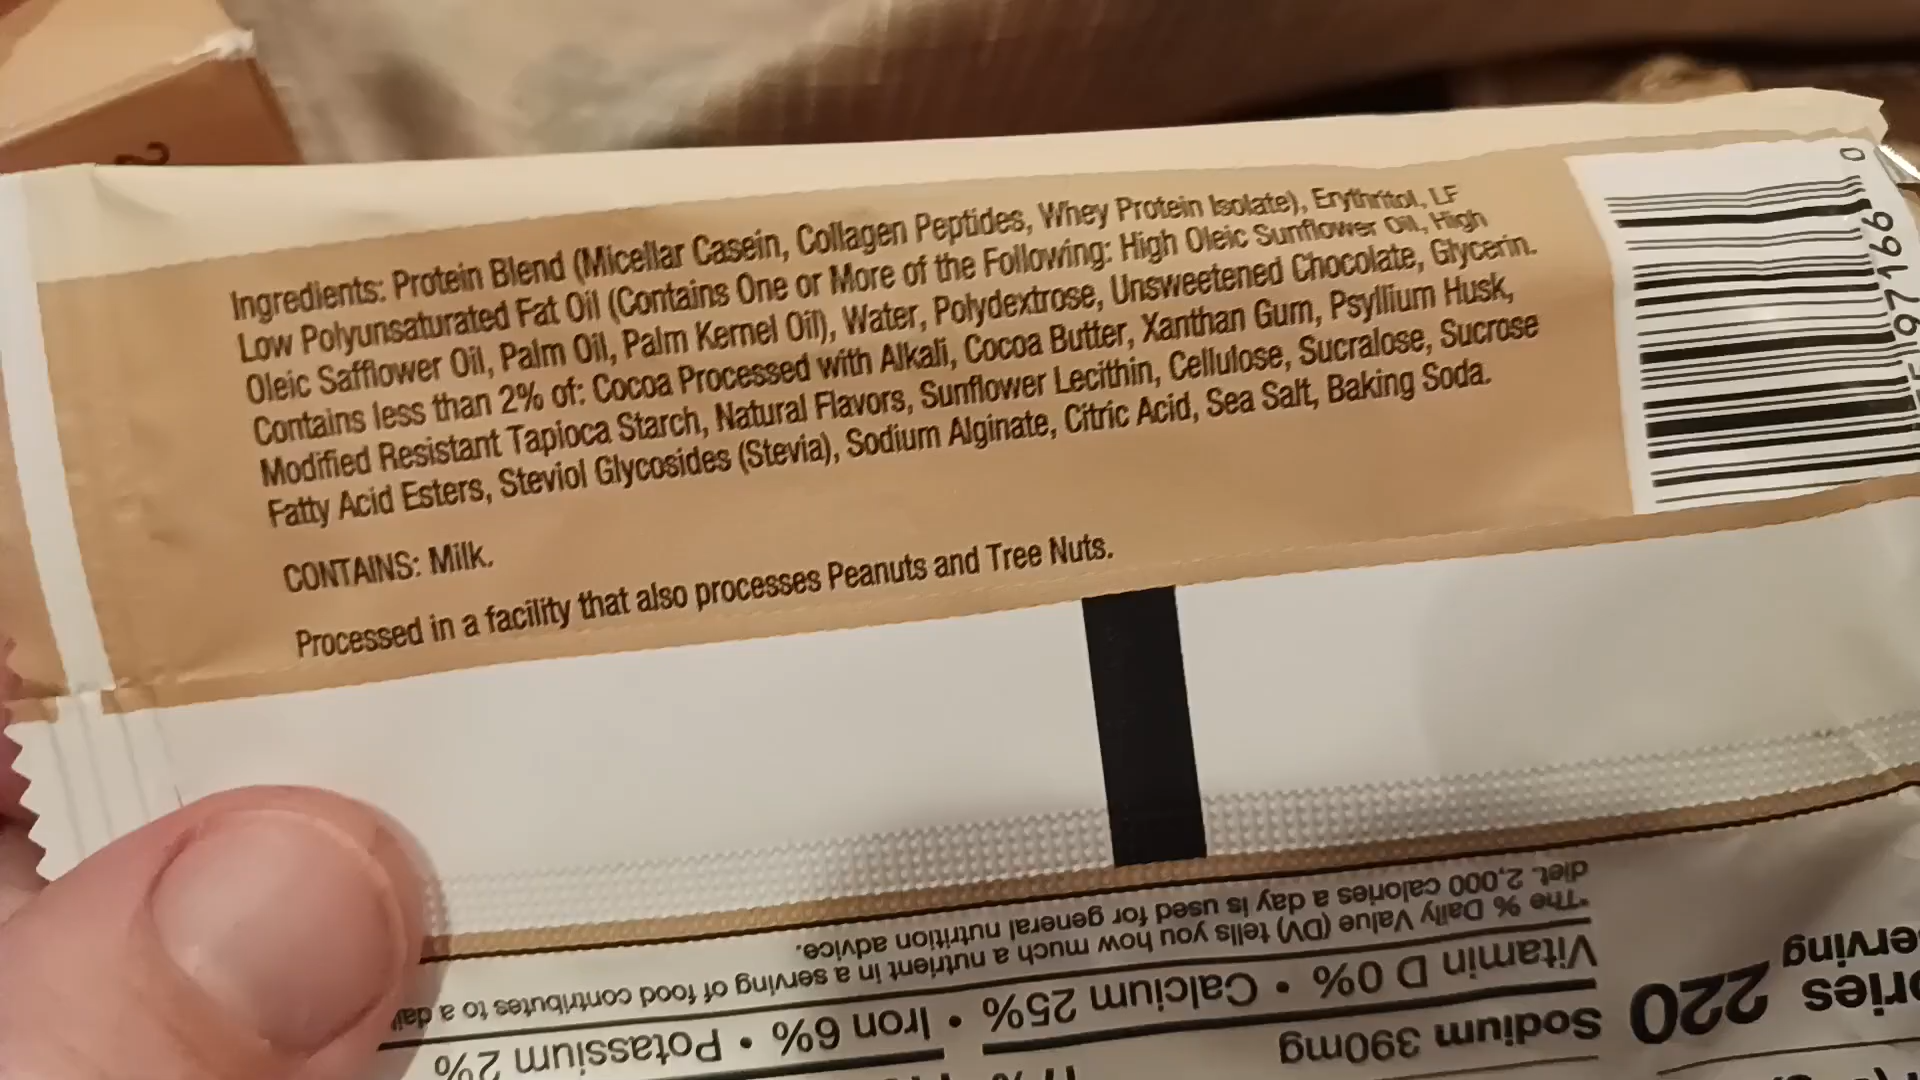 Ingredients: Protein Blend (Micellar Casein, Collagen Peptides, Whey Protein Isolate), Erythritol, LF
Low Polyunsaturated Fat Oil (Contains One or More of the Following: High Oleic Sunflower Oil, High
Oleic Safflower Oil, Palm Oil, Palm Kernel Oil), Water, Polydextrose, Unsweetened Chocolate, Glycerin.
Contains less than 2% of: Cocoa Processed with Alkali, Cocoa Butter, Xanthan Gum, Psyllium Husk,
Modified Resistant Tapioca Starch, Natural Flavors, Sunflower Lecithin, Cellulose, Sucralose, Sucrose
Fatty Acid Esters, Steviol Glycosides (Stevia), Sodium Alginate, Citric Acid, Sea Salt, Baking Soda.
CONTAINS: Milk.
Processed in a facility that also processes Peanuts and Tree Nuts.
0
97166
2
erving
ories 220
Sodium 390mg
Vitamin D 0% • Calcium 25% • Iron 6% • Potassium 2%
*The % Daily Value (DV) tells you how much a nutrient in a serving of food contributes to a dai
diet. 2,000 calories a day is used for general nutrition advice.